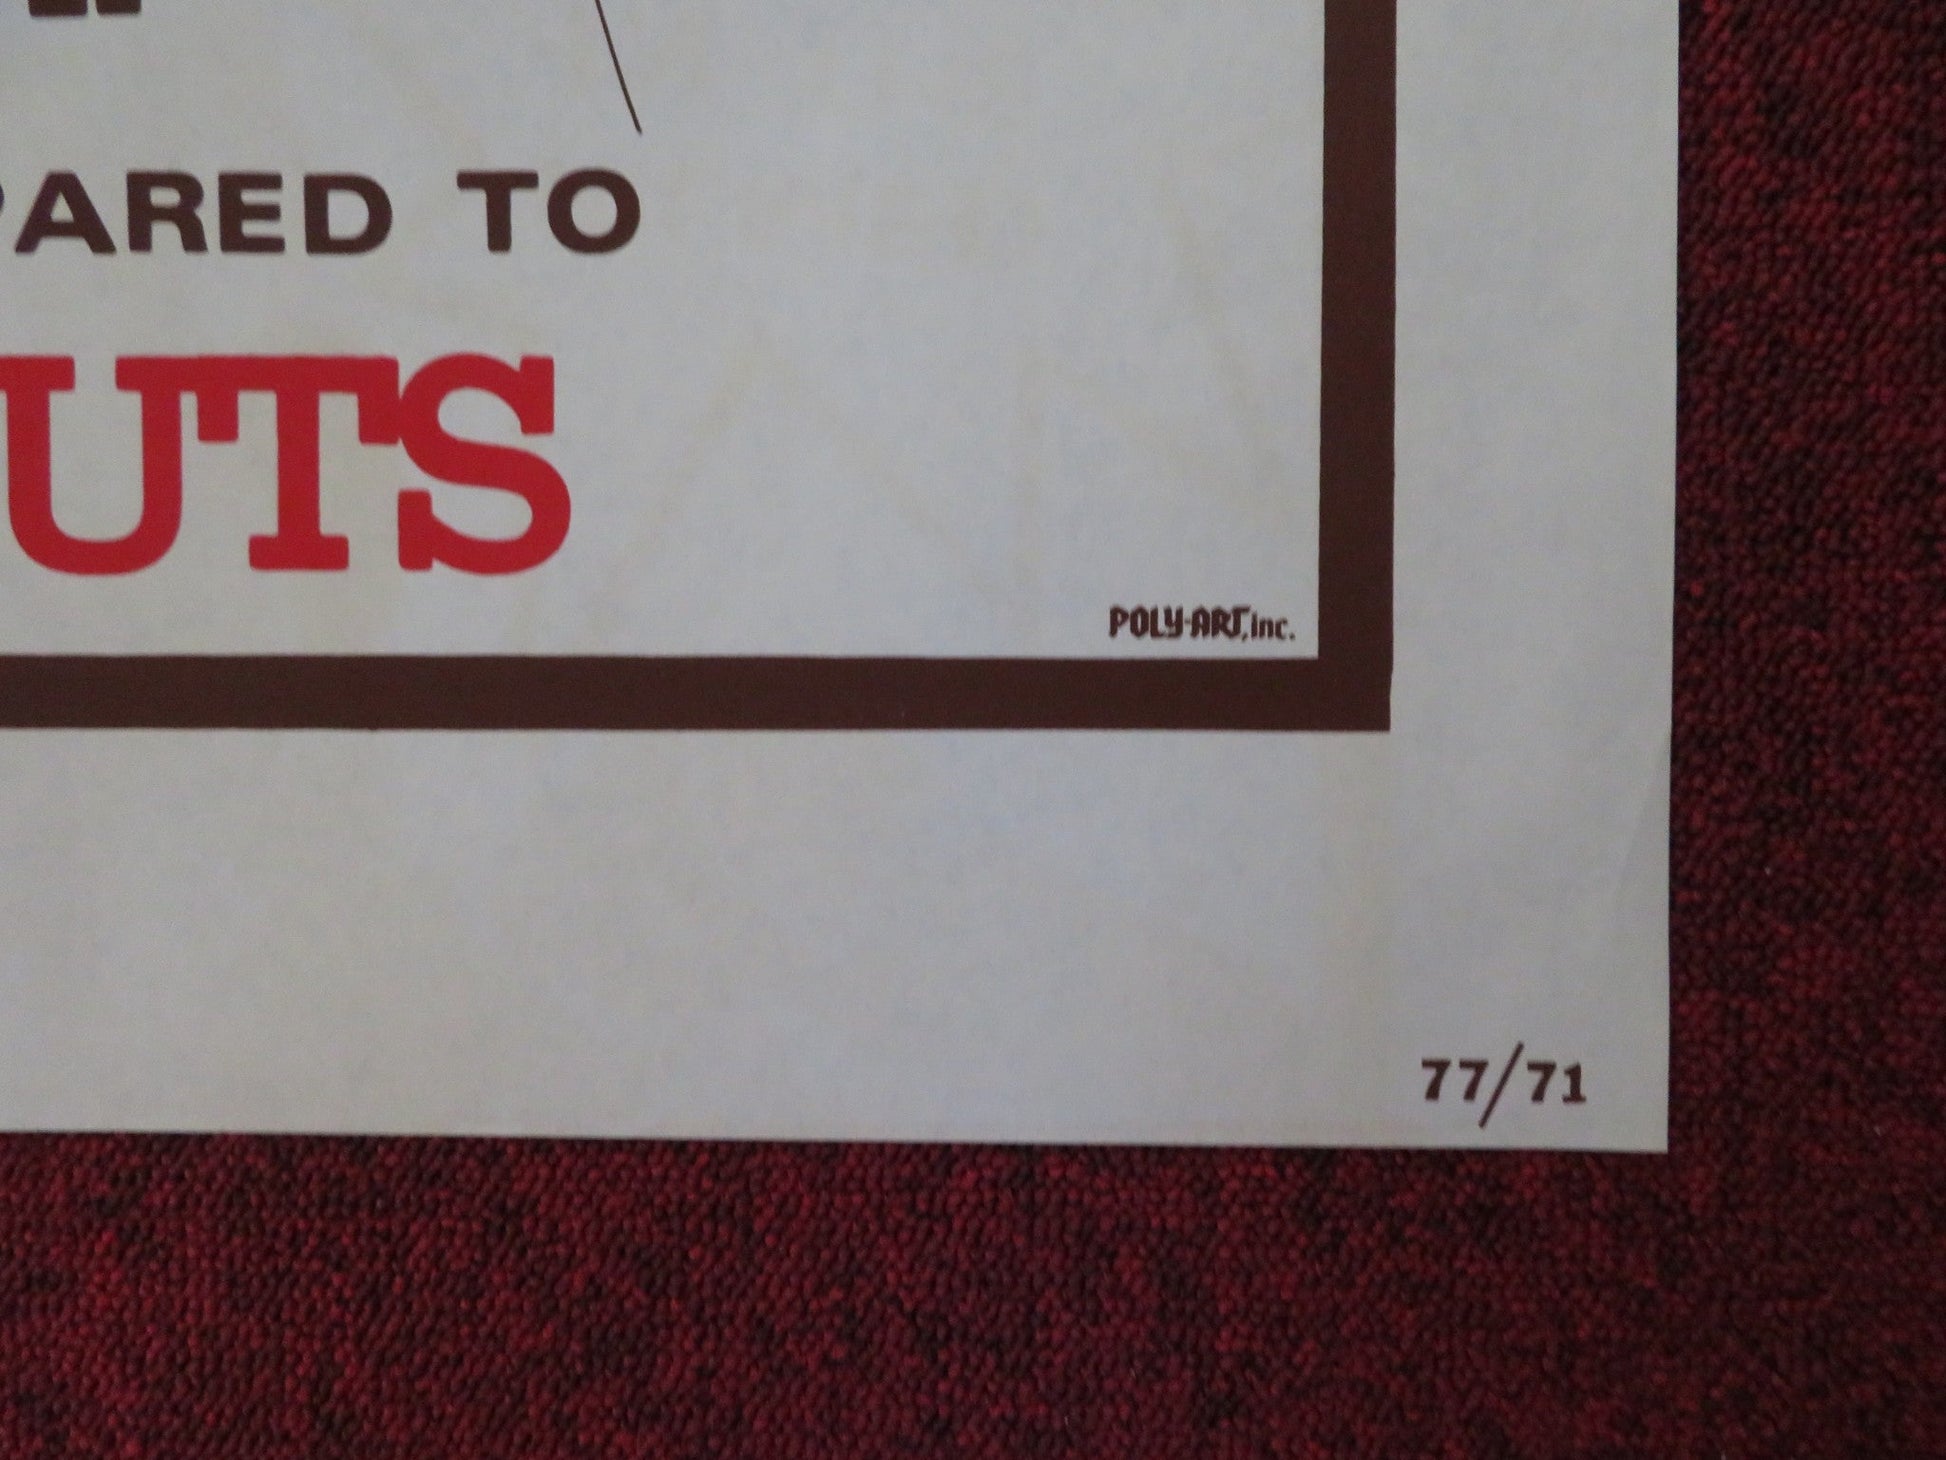 PARED TO
UTS
POLY-ART, inc.
77/71